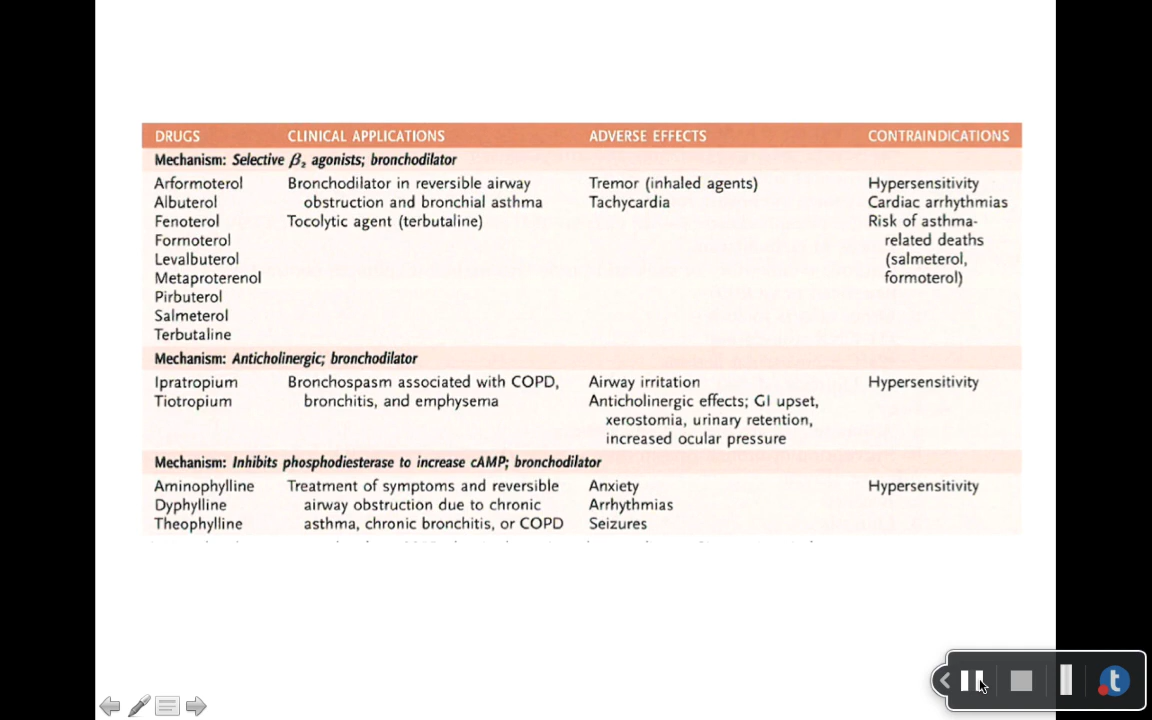 DRUGS CLINICAL APPLICATIONS ADVERSE EFFECTS CONTRAINDICATIONS
Mechanism: Selective β₂ agonists; bronchodilator
Arformoterol Bronchodilator in reversible airway Tremor (inhaled agents) Hypersensitivity
Albuterol obstruction and bronchial asthma Tachycardia Cardiac arrhythmias
Fenoterol Tocolytic agent (terbutaline) Risk of asthma-
Formoterol related deaths
Levalbuterol (salmeterol,
Metaproterenol formoterol)
Pirbuterol
Salmeterol
Terbutaline
Mechanism: Anticholinergic; bronchodilator
Ipratropium Bronchospasm associated with COPD, Airway irritation Hypersensitivity
Tiotropium bronchitis, and emphysema Anticholinergic effects; GI upset,
xerostomia, urinary retention,
increased ocular pressure
Mechanism: Inhibits phosphodiesterase to increase cAMP; bronchodilator
Aminophylline Treatment of symptoms and reversible Anxiety Hypersensitivity
Dyphylline airway obstruction due to chronic Arrhythmias
Theophylline asthma, chronic bronchitis, or COPD Seizures
t